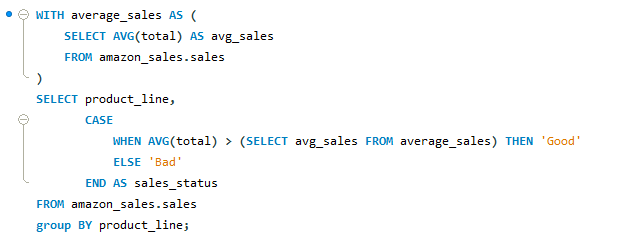 WITH average_sales AS (
    SELECT AVG(total) AS avg_sales
    FROM amazon_sales.sales
)
SELECT product_line,
       CASE
           WHEN AVG(total) > (SELECT avg_sales FROM average_sales) THEN 'Good'
           ELSE 'Bad'
       END AS sales_status
FROM amazon_sales.sales
group BY product_line;